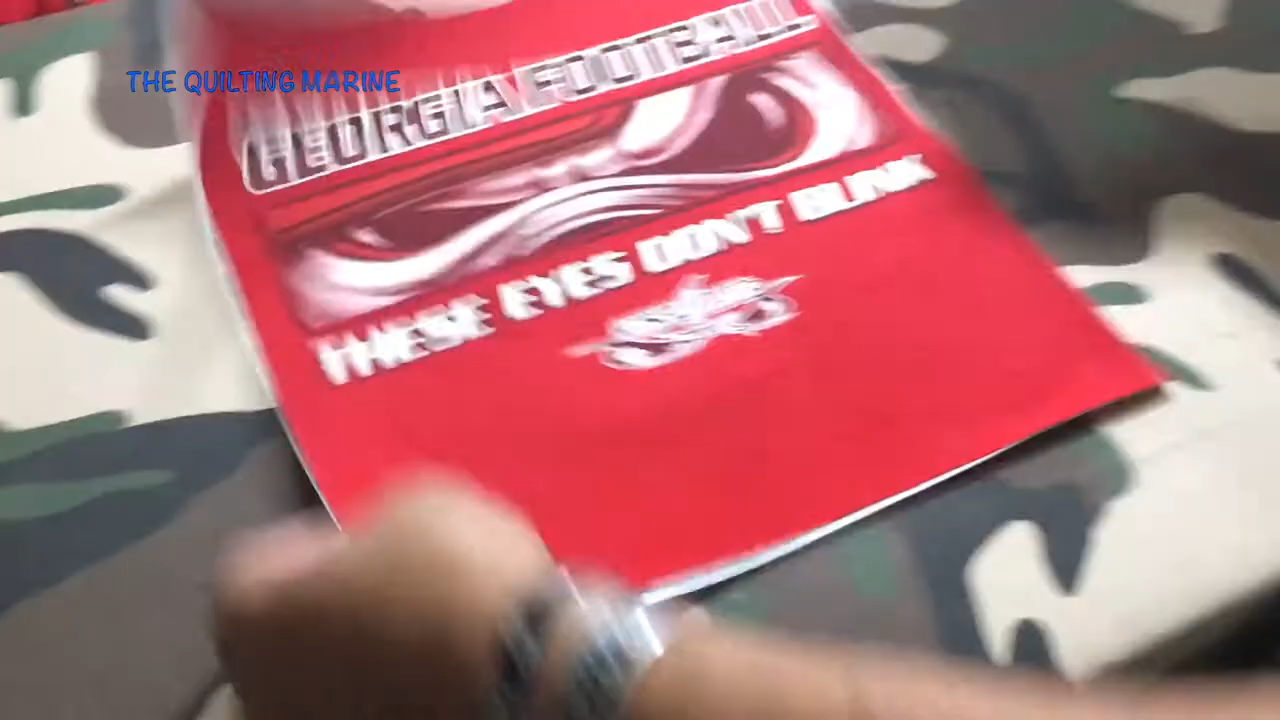 THE QUILTING MARINE
GEORGIA FOOTBALL
THESE EYES DON'T BLINK